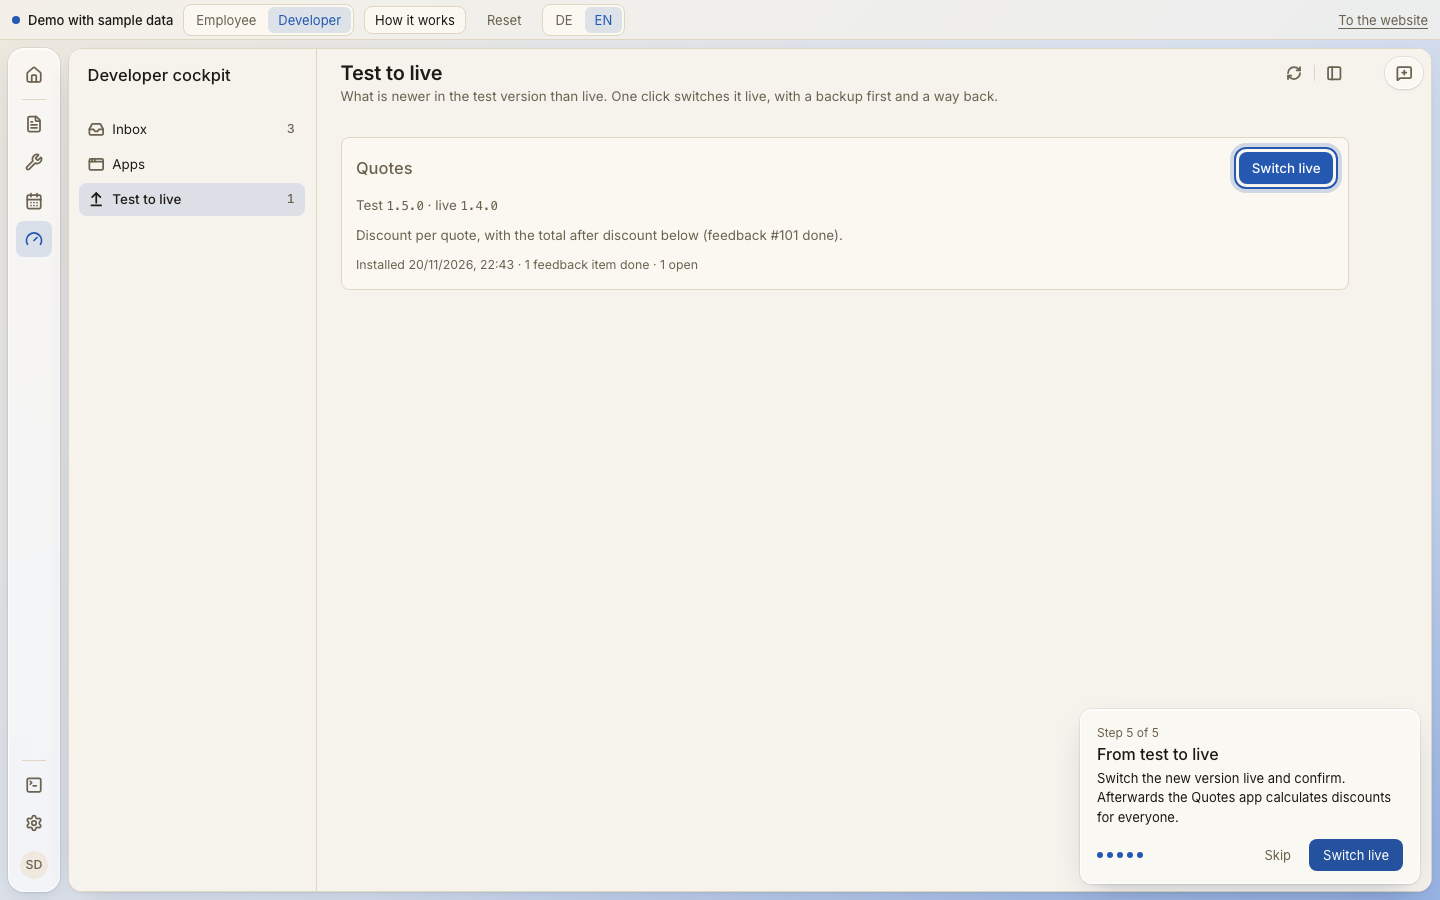 Demo with sample data
Employee
Developer
How it works
Reset
DE
EN
To the website
Developer cockpit
Inbox
3
Apps
Test to live
1
Test to live
What is newer in the test version than live. One click switches it live, with a backup first and a way back.
Quotes
Switch live
Test 1.5.0 · live 1.4.0
Discount per quote, with the total after discount below (feedback #101 done).
Installed 20/11/2026, 22:43 · 1 feedback item done · 1 open
Step 5 of 5
From test to live
Switch the new version live and confirm.
Afterwards the Quotes app calculates discounts
for everyone.
Skip
Switch live
SD